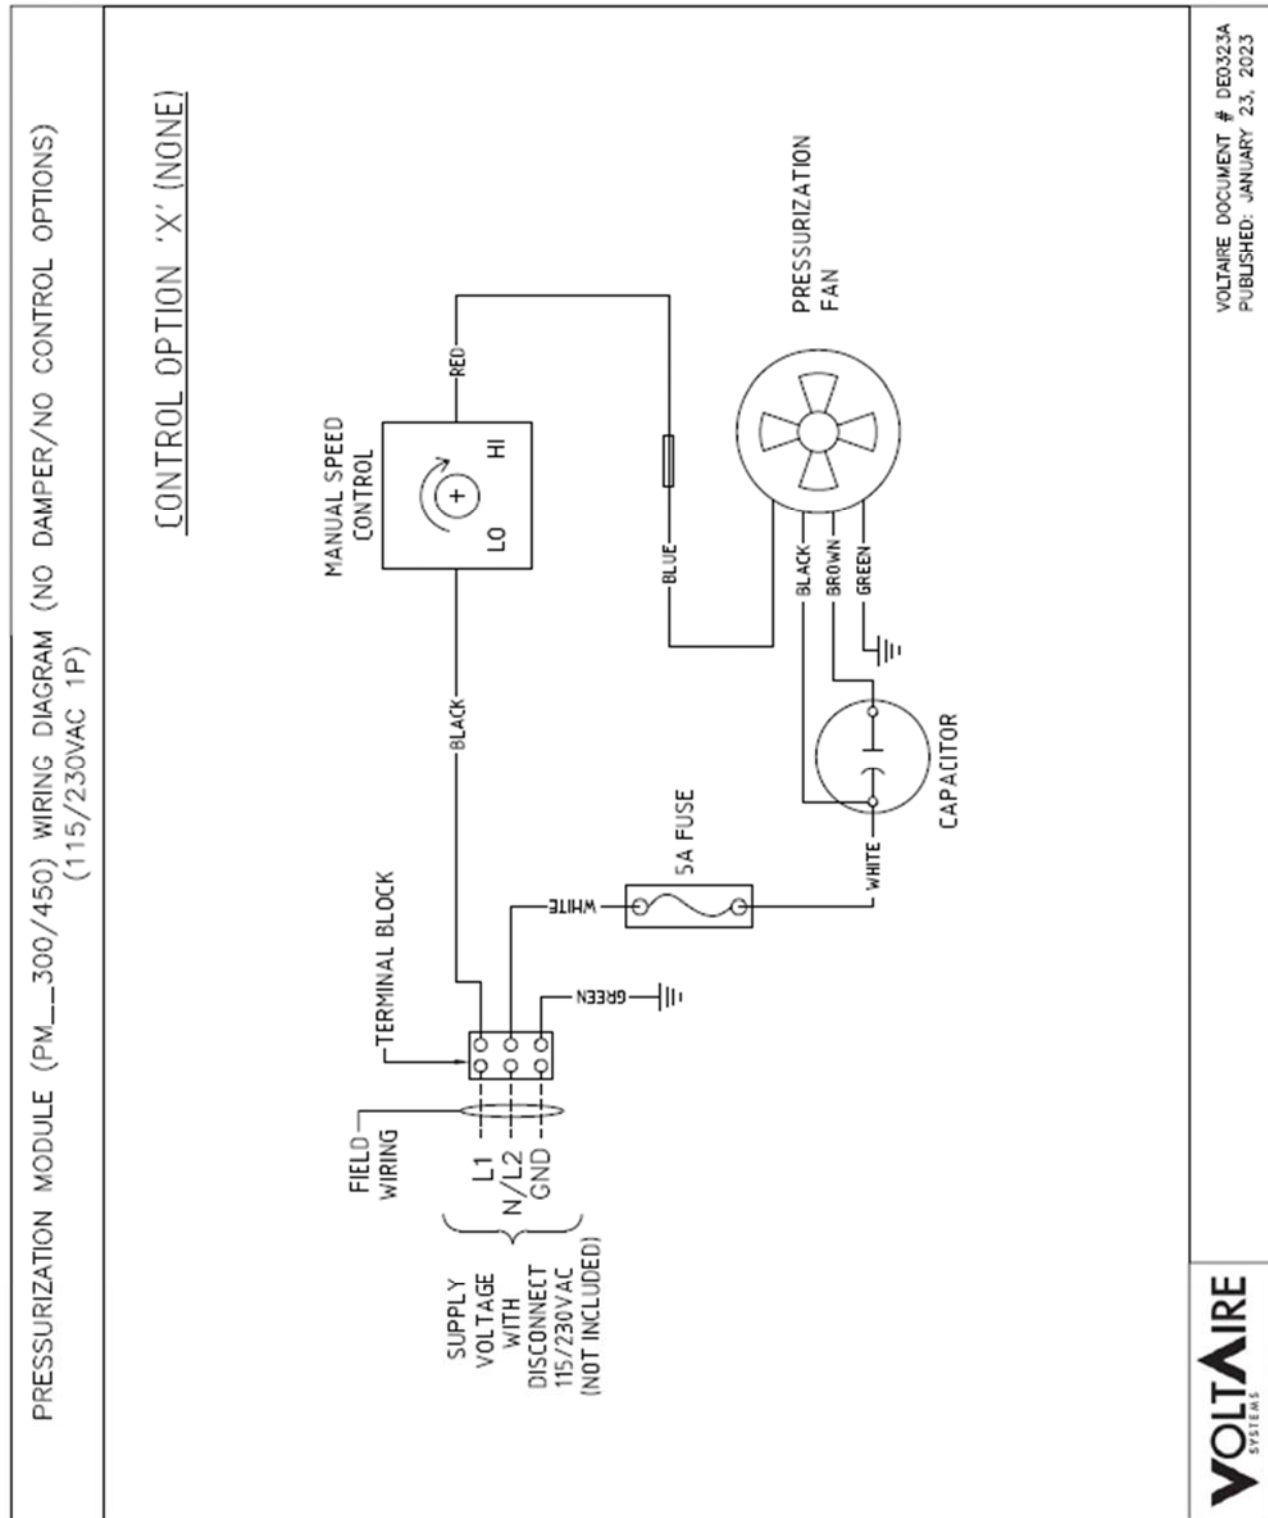 PRESSURIZATION MODULE (PM__300/450) WIRING DIAGRAM (NO DAMPER/NO CONTROL OPTIONS)
(115/230VAC 1P)
CONTROL OPTION 'X' (NONE)
MANUAL SPEED
CONTROL
LO
HI
RED
BLACK
TERMINAL BLOCK
FIELD
WIRING
L1
N/L2
GND
SUPPLY
VOLTAGE
WITH
DISCONNECT
115/230VAC
(NOT INCLUDED)
WHITE
GREEN
5A FUSE
WHITE
CAPACITOR
BLUE
BLACK
BROWN
GREEN
PRESSURIZATION
FAN
VOLTAIRE
SYSTEMS
VOLTAIRE DOCUMENT # DE0323A
PUBLISHED: JANUARY 23, 2023